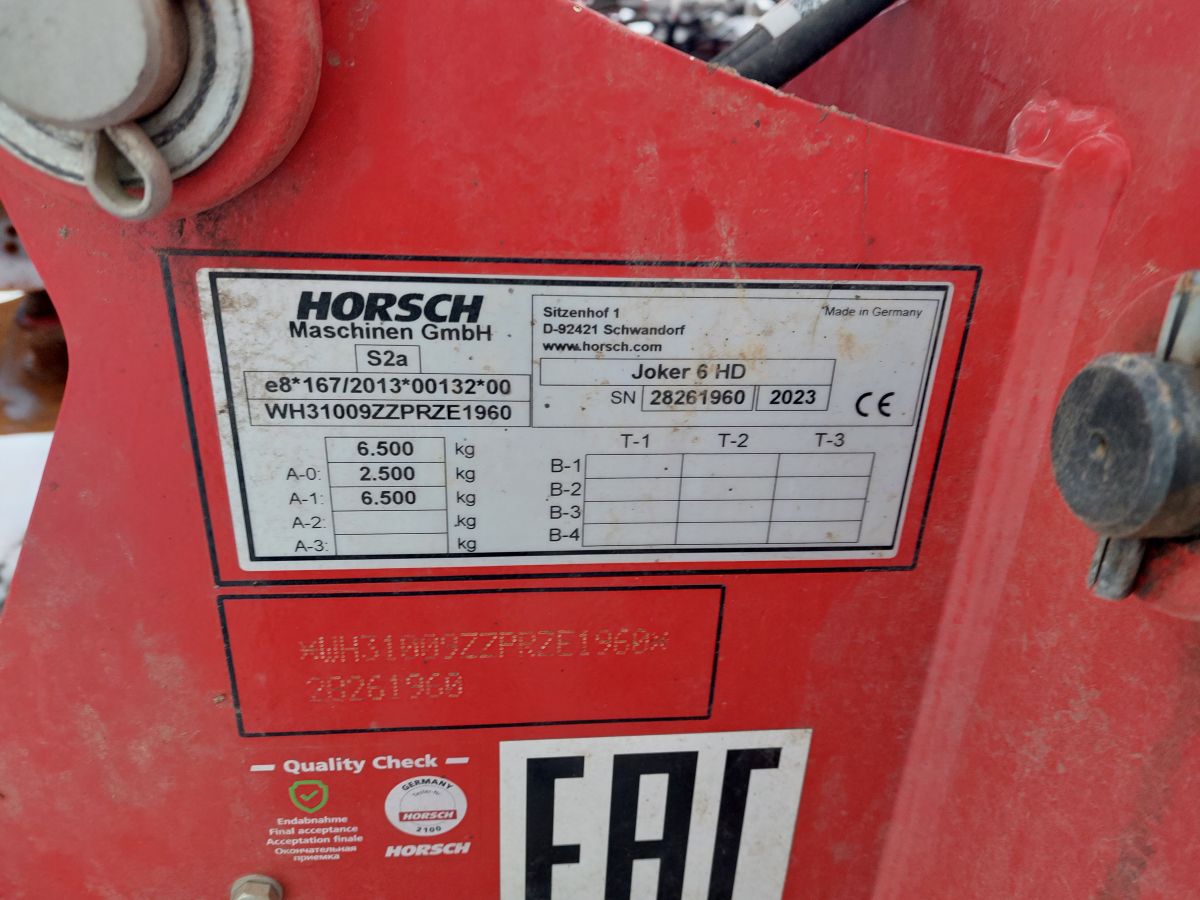 HORSCH
Maschinen GmbH
S2a
e8*167/2013*00132*00
WH31009ZZPRZE1960
Sitzenhof 1
D-92421 Schwandorf
www.horsch.com
Made in Germany
Joker 6 HD
SN 28261960 2023
CE
6.500 kg
A-0: 2.500 kg
A-1: 6.500 kg
A-2: kg
A-3: kg
T-1 T-2 T-3
B-1
B-2
B-3
B-4
*WH31009ZZPRZE1960*
28261960
Quality Check
Endabnahme
Final acceptance
Acceptation finale
Окончательная
приемка
GERMANY
Tester-Nr.
HORSCH
2100
HORSCH
EAC